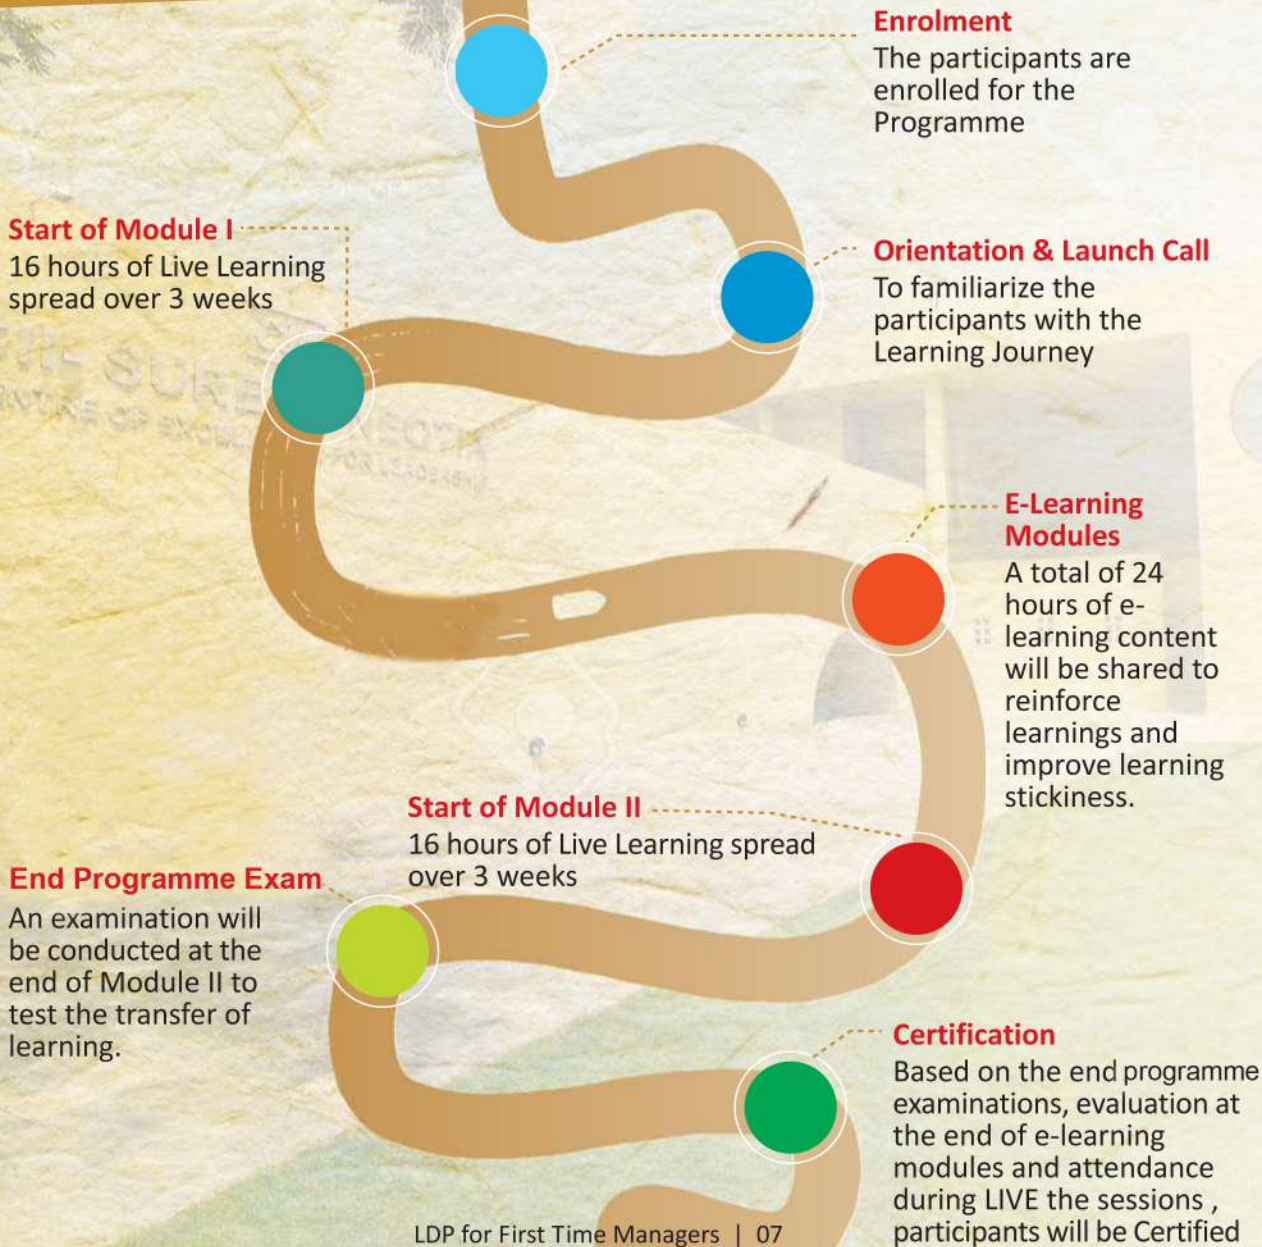 Enrolment
The participants are
enrolled for the
Programme
Orientation & Launch Call
To familiarize the
participants with the
Learning Journey
Start of Module I
16 hours of Live Learning
spread over 3 weeks
E-Learning
Modules
A total of 24
hours of e-
learning content
will be shared to
reinforce
learnings and
improve learning
stickiness.
Start of Module II
16 hours of Live Learning spread
over 3 weeks
End Programme Exam
An examination will
be conducted at the
end of Module II to
test the transfer of
learning.
Certification
Based on the end programme
examinations, evaluation at
the end of e-learning
modules and attendance
during LIVE the sessions ,
participants will be Certified
LDP for First Time Managers | 07